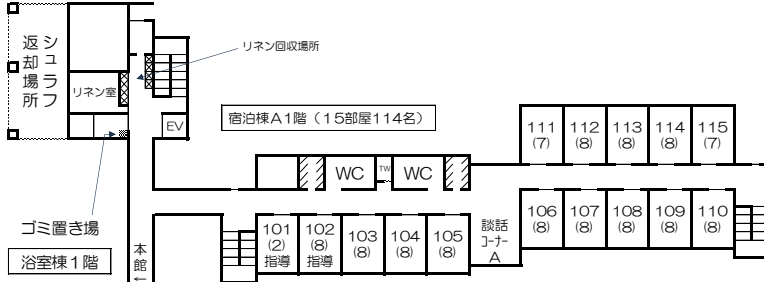 シュラフ
返却場所
リネン回収場所
リネン室
EV
宿泊棟A1階（15部屋114名）
ゴミ置き場
浴室棟1階
本館←
WC
TW
WC
111
(7)
112
(8)
113
(8)
114
(8)
115
(7)
101
(2)
指導
102
(8)
指導
103
(8)
104
(8)
105
(8)
談話
コーナー
A
106
(8)
107
(8)
108
(8)
109
(8)
110
(8)